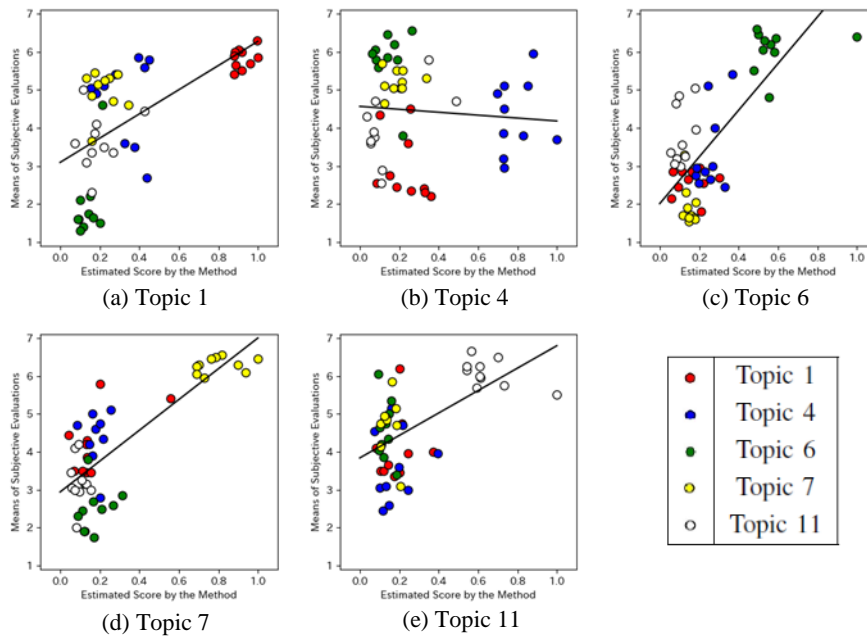 7
6
5
4
3
2
1
Means of Subjective Evaluations
0.0 0.2 0.4 0.6 0.8 1.0
Estimated Score by the Method
(a) Topic 1
7
6
5
4
3
2
1
Means of Subjective Evaluations
0.0 0.2 0.4 0.6 0.8 1.0
Estimated Score by the Method
(b) Topic 4
7
6
5
4
3
2
1
Means of Subjective Evaluations
0.0 0.2 0.4 0.6 0.8 1.0
Estimated Score by the Method
(c) Topic 6
7
6
5
4
3
2
1
Means of Subjective Evaluations
0.0 0.2 0.4 0.6 0.8 1.0
Estimated Score by the Method
(d) Topic 7
7
6
5
4
3
2
1
Means of Subjective Evaluations
0.0 0.2 0.4 0.6 0.8 1.0
Estimated Score by the Method
(e) Topic 11
Topic 1
Topic 4
Topic 6
Topic 7
Topic 11